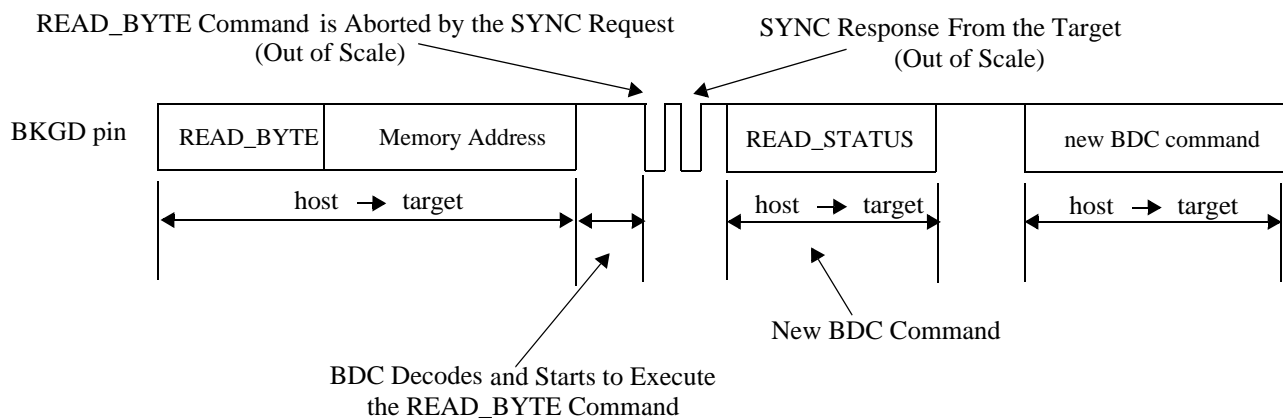 READ_BYTE Command is Aborted by the SYNC Request
(Out of Scale)
SYNC Response From the Target
(Out of Scale)
BKGD pin
READ_BYTE
Memory Address
READ_STATUS
new BDC command
host → target
host → target
host → target
New BDC Command
BDC Decodes and Starts to Execute
the READ_BYTE Command